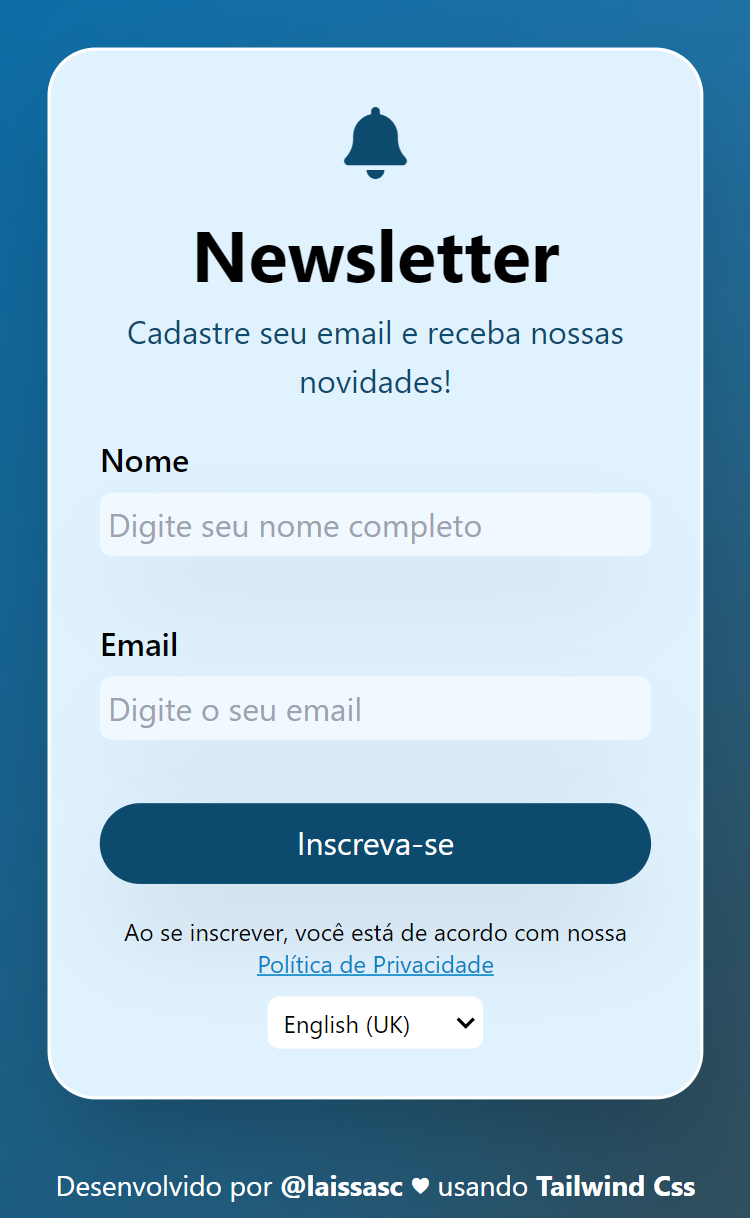 Newsletter
Cadastre seu email e receba nossas
novidades!
Nome
Digite seu nome completo
Email
Digite o seu email
Inscreva-se
Ao se inscrever, você está de acordo com nossa
Política de Privacidade
English (UK)
Desenvolvido por @laissasc ♥ usando Tailwind Css